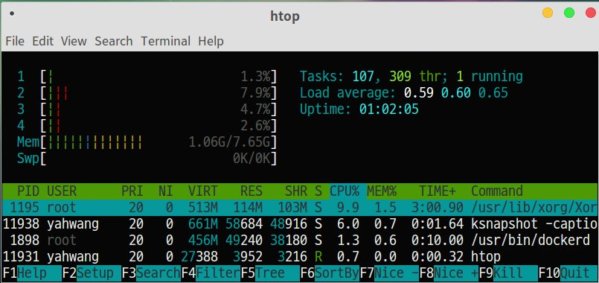 htop
File Edit View Search Terminal Help
1 [| 1.3%] Tasks: 107, 309 thr; 1 running
2 [||| 7.9%] Load average: 0.59 0.60 0.65
3 [|| 4.7%] Uptime: 01:02:05
4 [|| 2.6%]
Mem[||||||||||||||| 1.06G/7.65G]
Swp[ 0K/0K]
PID USER PRI NI VIRT RES SHR S CPU% MEM% TIME+ Command
1195 root 20 0 513M 114M 103M S 9.9 1.5 3:00.90 /usr/lib/xorg/Xor
11938 yahwang 20 0 661M 58684 48916 S 6.0 0.7 0:01.64 ksnapshot -captio
1898 root 20 0 456M 49240 38180 S 1.3 0.6 0:10.00 /bin/dockerd
11931 yahwang 20 0 27388 3952 3216 R 0.7 0.0 0:00.32 htop
F1Help F2Setup F3SearchF4FilterF5Tree F6SortByF7Nice -F8Nice +F9Kill F10Quit